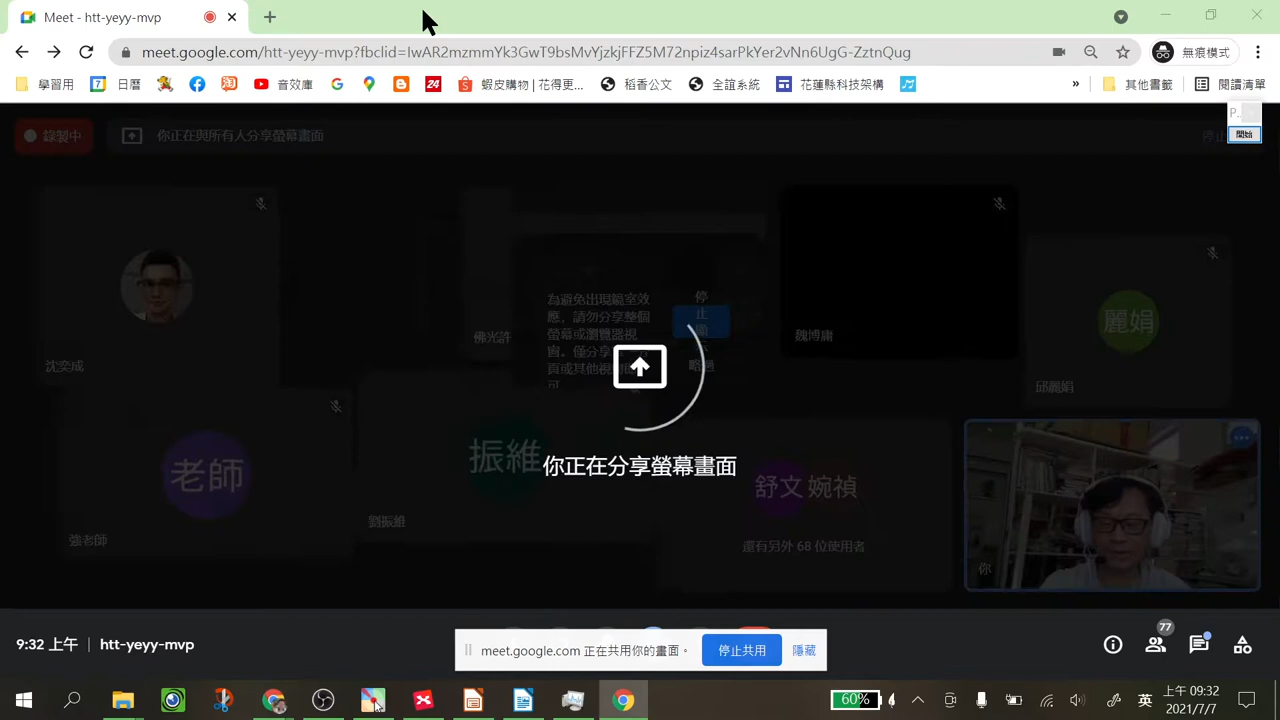 Meet - htt-yeyy-mvp
meet.google.com/htt-yeyy-mvp?fbclid=IwAR2mzmmYk3GwT9bsMvYjzkjFFZ5M72npiz4sarPkYer2vNn6UgG-ZztnQug
無痕模式
學習用
日曆
音效庫
蝦皮購物 | 花得更...
稻香公文
全誼系統
花蓮縣科技架構
»
其他書籤
閱讀清單
P...
開始
錄製中
你正在與所有人分享螢幕畫面
沈奕成
佛光許
為避免出現鏡室效
應，請勿分享整個
螢幕或瀏覽器視
停止
略過
魏博庸
麗娟
邱麗娟
你正在分享螢幕畫面
老師
強老師
振維
劉振維
舒文 婉禎
還有另外 68 位使用者
你
9:32 上午 | htt-yeyy-mvp
meet.google.com 正在共用你的畫面。
停止共用
隱藏
77
60%
英
上午 09:32
2021/7/7